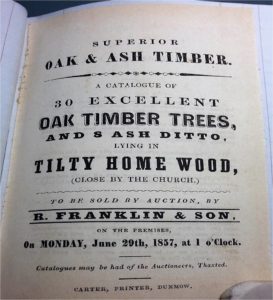 SUPERIOR
OAK & ASH TIMBER.
A CATALOGUE OF
30 EXCELLENT
OAK TIMBER TREES,
AND 8 ASH DITTO,
LYING IN
TILTY HOME WOOD,
(CLOSE BY THE CHURCH.)
TO BE SOLD BY AUCTION, BY
R. FRANKLIN & SON,
ON THE PREMISES,
On MONDAY, June 29th, 1857, at 1 o'Clock.
Catalogues may be had of the Auctioneers, Thaxted.
CARTER, PRINTER, DUNMOW.